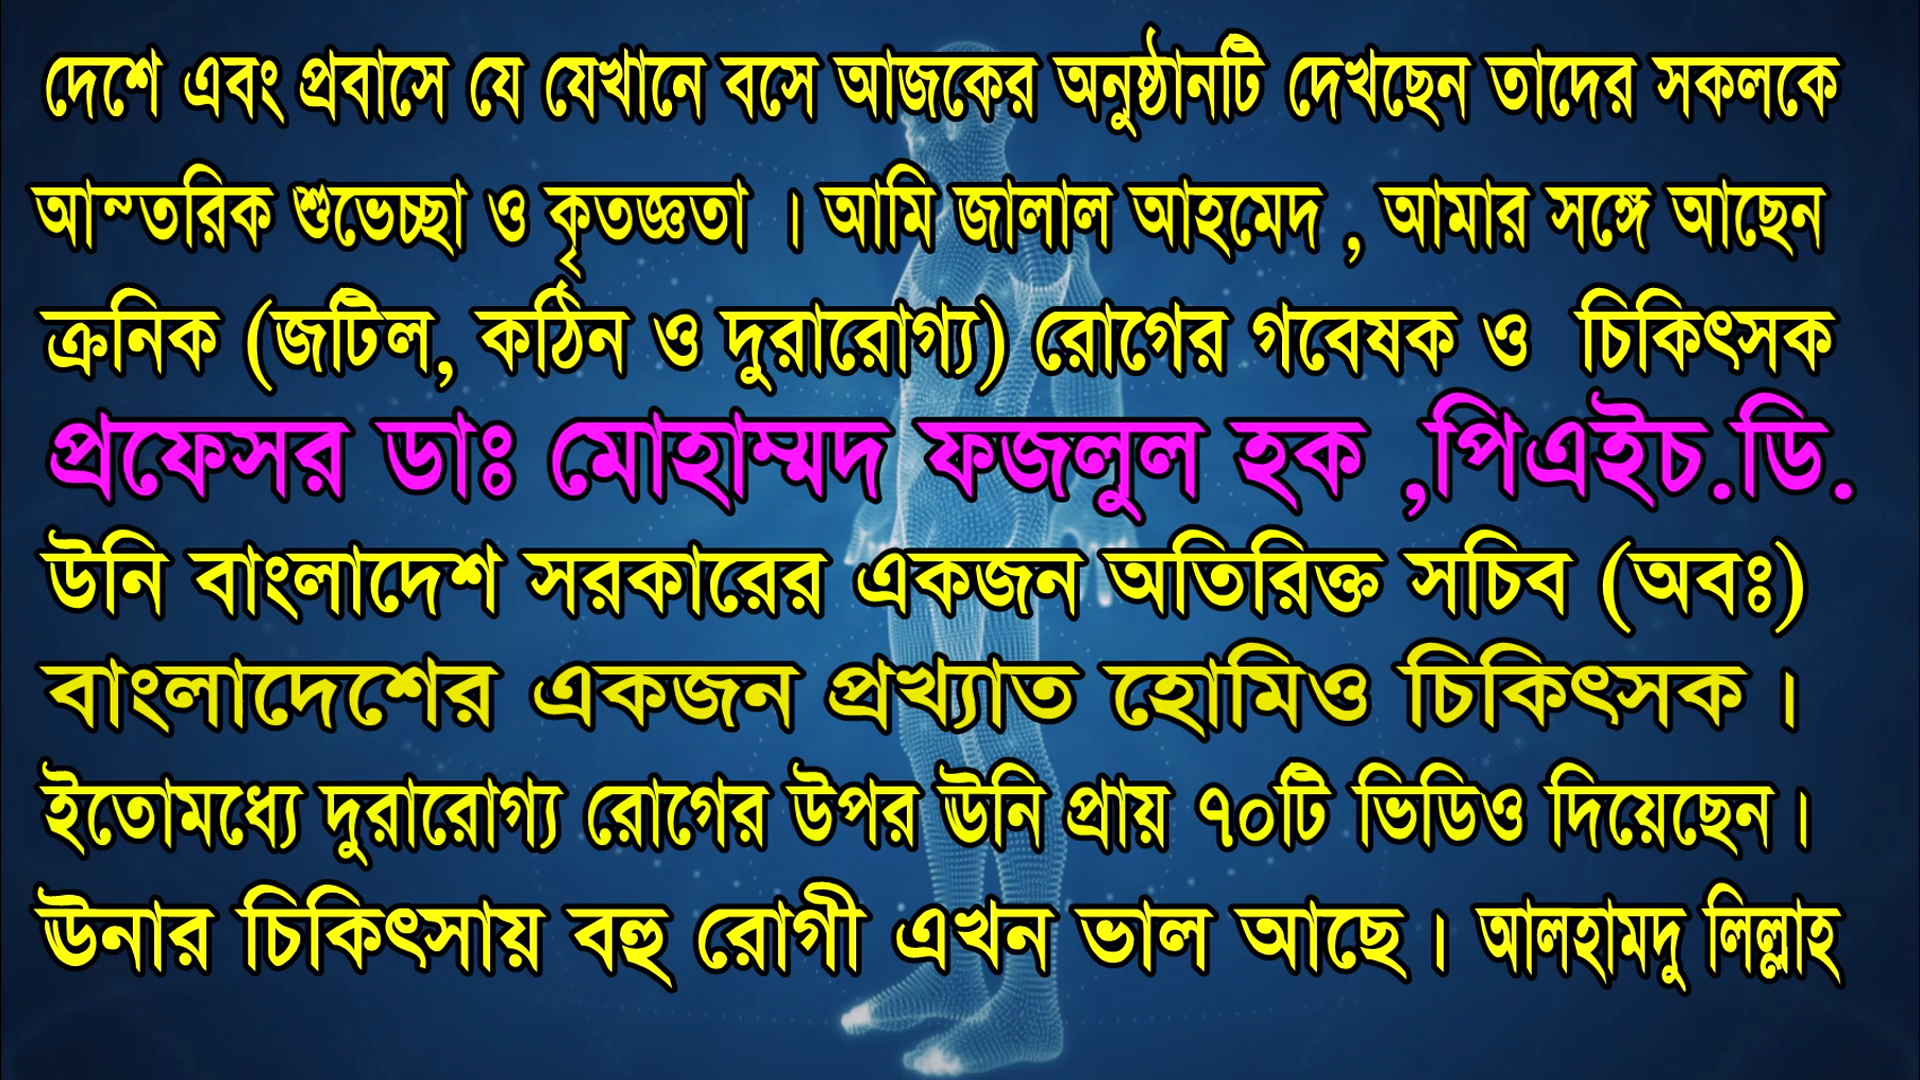 দেশে এবং প্রবাসে যে যেখানে বসে আজকের অনুষ্ঠানটি দেখছেন তাদের সকলকে
আন্তরিক শুভেচ্ছা ও কৃতজ্ঞতা । আমি জালাল আহমেদ , আমার সঙ্গে আছেন
ক্রনিক (জটিল, কঠিন ও দুরারোগ্য) রোগের গবেষক ও চিকিৎসক
প্রফেসর ডাঃ মোহাম্মদ ফজলুল হক ,পিএইচ.ডি.
উনি বাংলাদেশ সরকারের একজন অতিরিক্ত সচিব (অবঃ)
বাংলাদেশের একজন প্রখ্যাত হোমিও চিকিৎসক ।
ইতোমধ্যে দুরারোগ্য রোগের উপর ঊনি প্রায় ৭০টি ভিডিও দিয়েছেন ।
ঊনার চিকিৎসায় বহু রোগী এখন ভাল আছে । আলহামদু লিল্লাহ